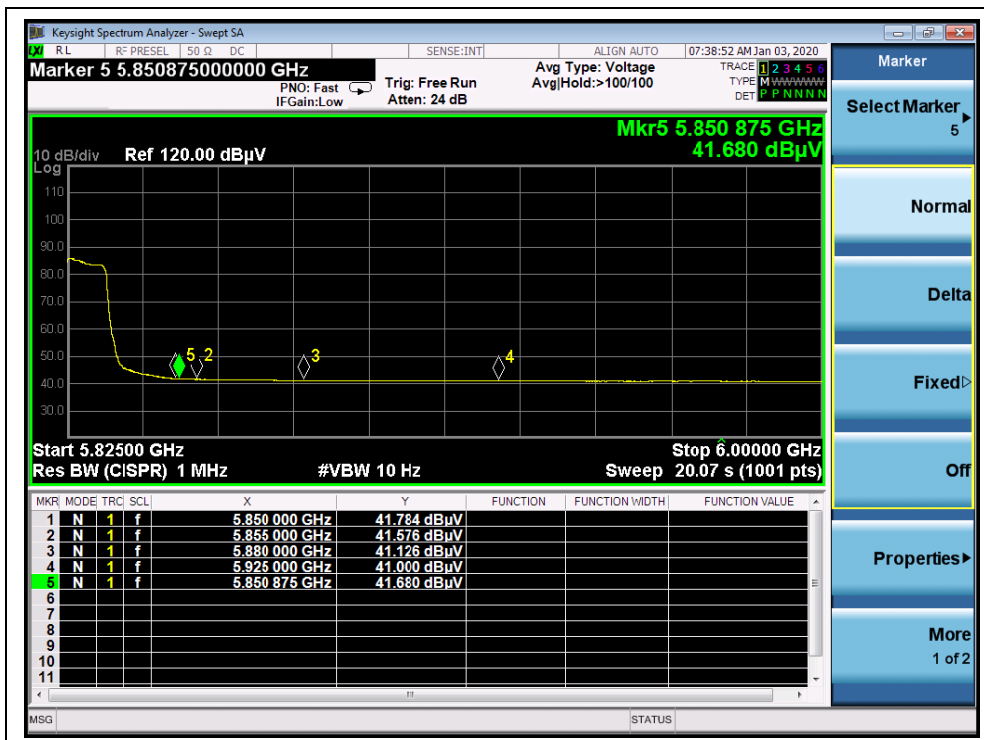 Keysight Spectrum Analyzer - Swept SA
LXI RL RF PRESEL 50 Ω DC SENSE:INT ALIGN AUTO 07:38:52 AM Jan 03, 2020
Marker 5 5.850875000000 GHz
PNO: Fast
IFGain:Low
Trig: Free Run
Atten: 24 dB
Avg Type: Voltage
Avg|Hold:>100/100
TRACE 1 2 3 4 5 6
TYPE M WWWWW
DET P P N N N N
Mkr5 5.850 875 GHz
41.680 dBµV
10 dB/div Ref 120.00 dBµV
Log
110
100
90.0
80.0
70.0
60.0
50.0
40.0
30.0
5 2 3 4
Start 5.82500 GHz Stop 6.00000 GHz
Res BW (CISPR) 1 MHz #VBW 10 Hz Sweep 20.07 s (1001 pts)
MKR MODE TRC SCL X Y FUNCTION FUNCTION WIDTH FUNCTION VALUE
1 N 1 f 5.850 000 GHz 41.784 dBµV
2 N 1 f 5.855 000 GHz 41.576 dBµV
3 N 1 f 5.880 000 GHz 41.126 dBµV
4 N 1 f 5.925 000 GHz 41.000 dBµV
5 N 1 f 5.850 875 GHz 41.680 dBµV
6
7
8
9
10
11
MSG STATUS
Marker
Select Marker
5
Normal
Delta
Fixed
Off
Properties
More
1 of 2